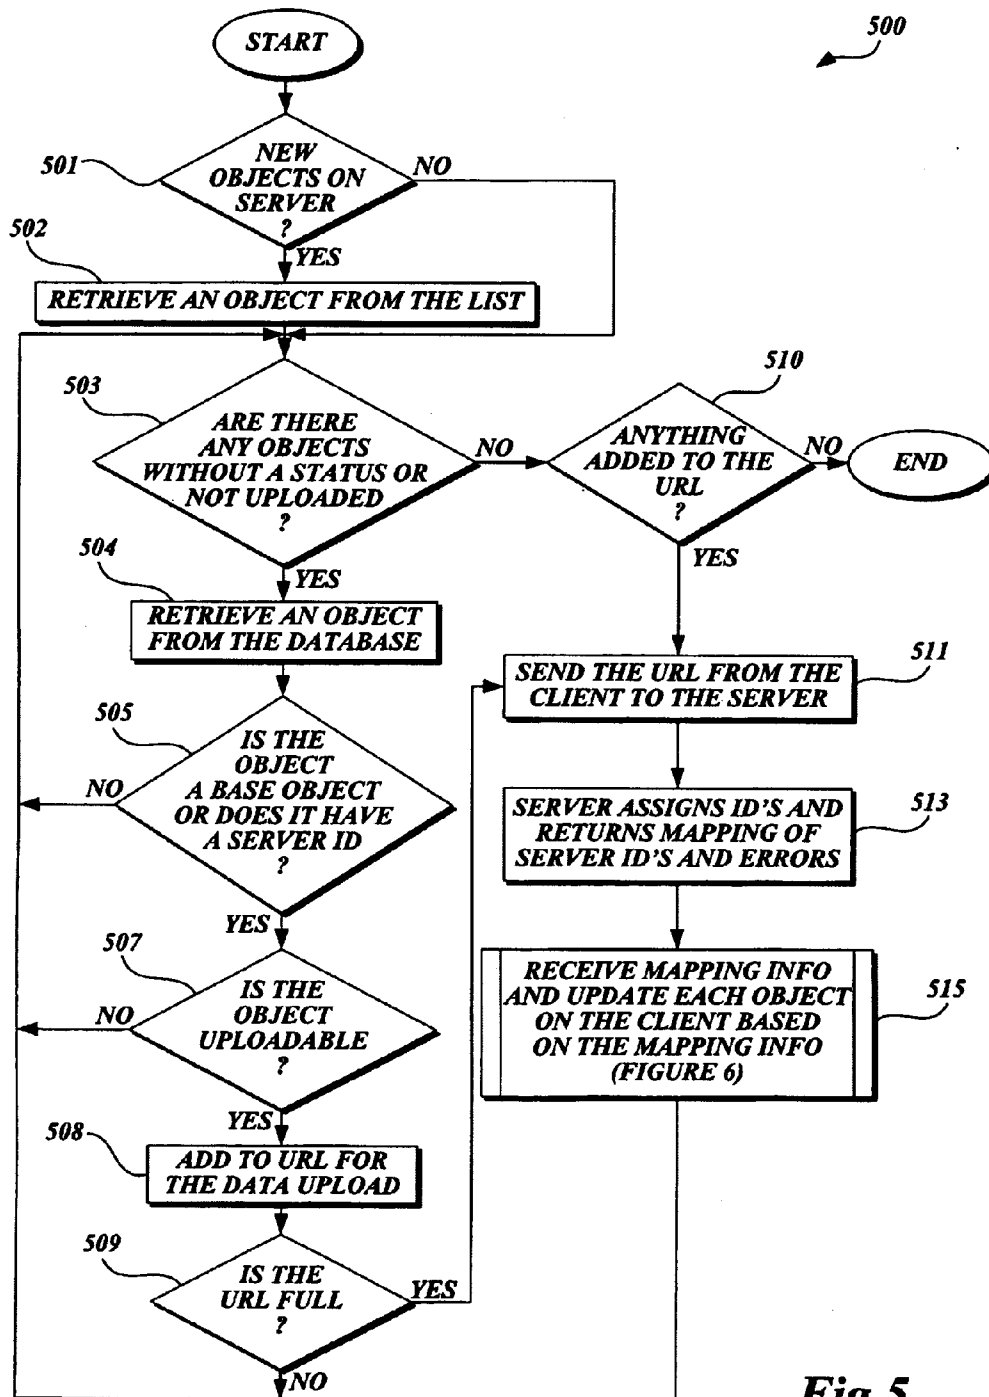 START
500
501
NEW
OBJECTS ON
SERVER
?
NO
YES
502
RETRIEVE AN OBJECT FROM THE LIST
503
ARE THERE
ANY OBJECTS
WITHOUT A STATUS OR
NOT UPLOADED
?
NO
YES
510
ANYTHING
ADDED TO THE
URL
?
NO
END
YES
504
RETRIEVE AN OBJECT
FROM THE DATABASE
505
IS THE
OBJECT
A BASE OBJECT
OR DOES IT HAVE
A SERVER ID
?
NO
YES
507
IS THE
OBJECT
UPLOADABLE
?
NO
YES
508
ADD TO URL FOR
THE DATA UPLOAD
509
IS THE
URL FULL
?
YES
NO
511
SEND THE URL FROM THE
CLIENT TO THE SERVER
513
SERVER ASSIGNS ID'S AND
RETURNS MAPPING OF
SERVER ID'S AND ERRORS
515
RECEIVE MAPPING INFO
AND UPDATE EACH OBJECT
ON THE CLIENT BASED
ON THE MAPPING INFO
(FIGURE 6)
Fig. 5